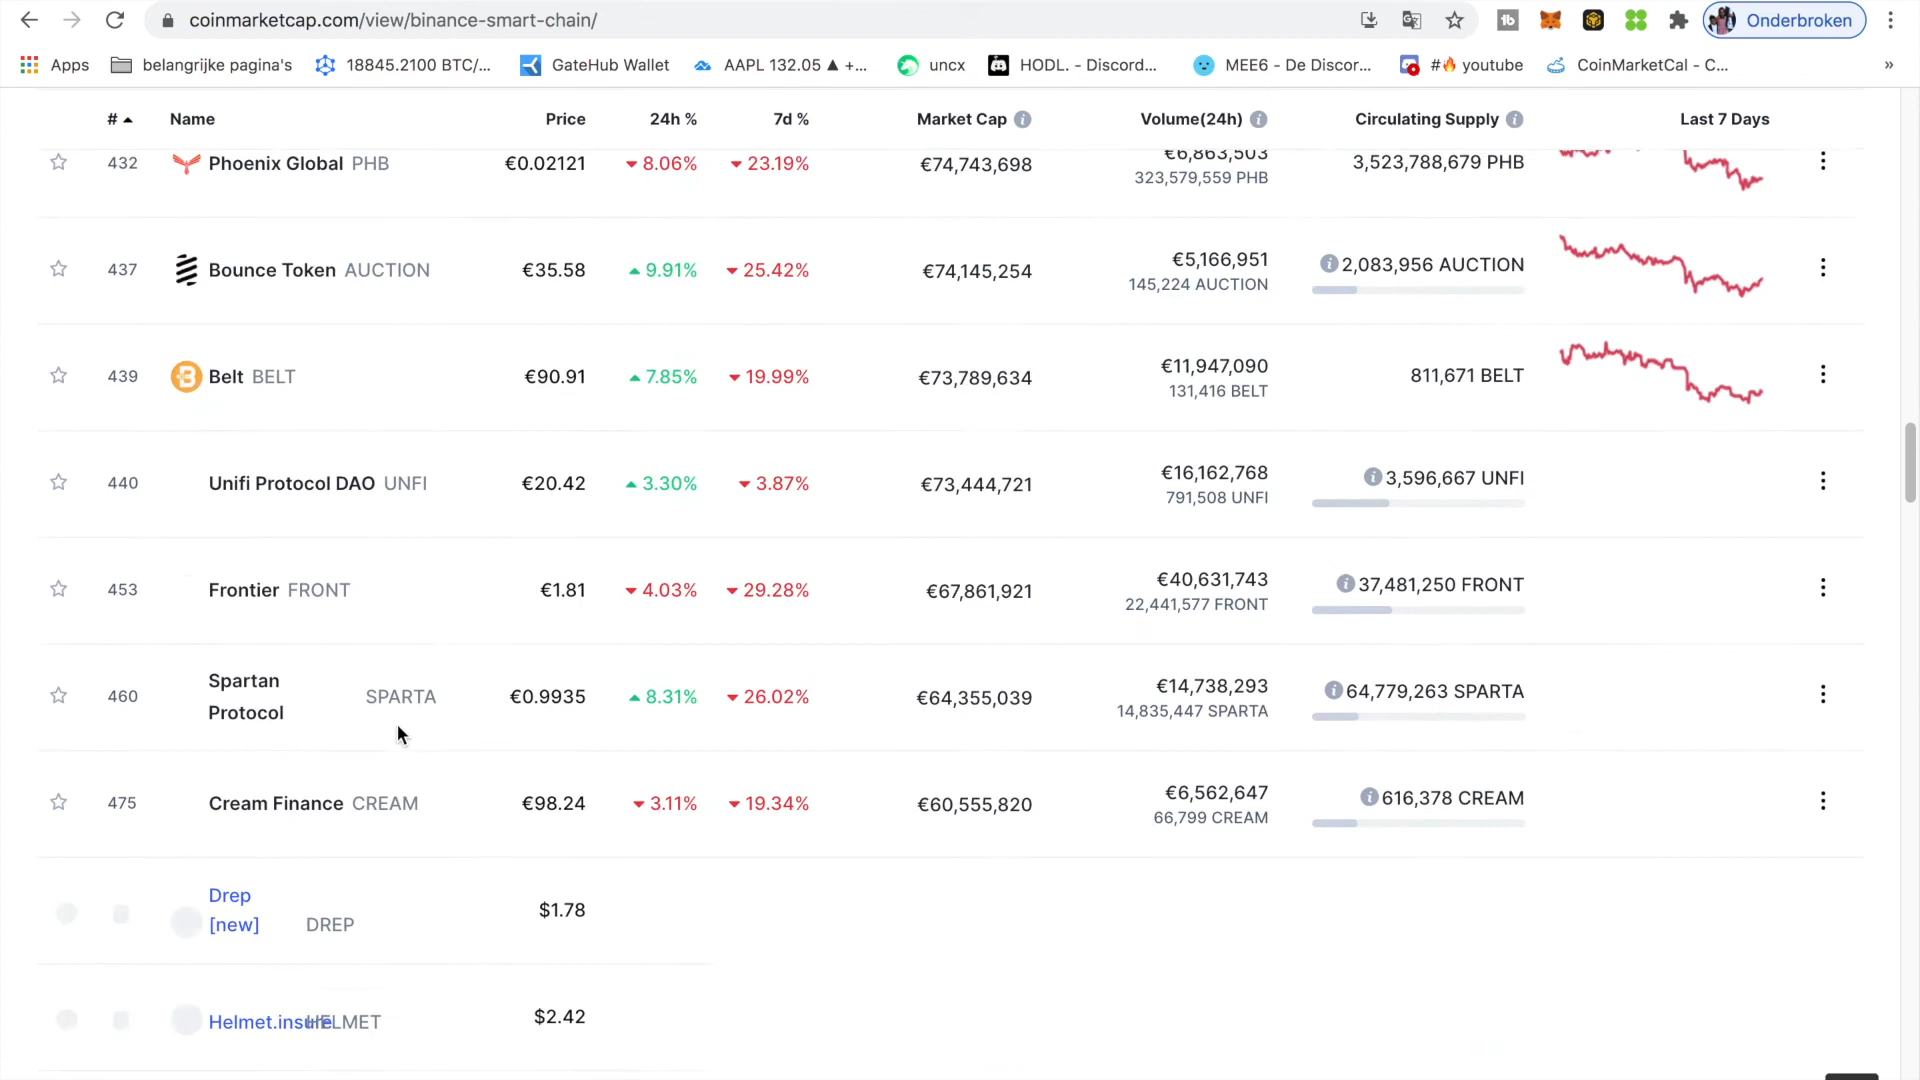 coinmarketcap.com/view/binance-smart-chain/ Onderbroken
Apps belangrijke pagina's 18845.2100 BTC/... GateHub Wallet AAPL 132.05 ▲ +... uncx HODL. - Discord... MEE6 - De Discor... #🔥 youtube CoinMarketCal - C... »
# Name Price 24h % 7d % Market Cap Volume(24h) Circulating Supply Last 7 Days
432 Phoenix Global PHB €0.02121 8.06% 23.19% €74,743,698 €6,863,503 3,523,788,679 PHB
323,579,559 PHB
437 Bounce Token AUCTION €35.58 9.91% 25.42% €74,145,254 €5,166,951 2,083,956 AUCTION
145,224 AUCTION
439 Belt BELT €90.91 7.85% 19.99% €73,789,634 €11,947,090 811,671 BELT
131,416 BELT
440 Unifi Protocol DAO UNFI €20.42 3.30% 3.87% €73,444,721 €16,162,768 3,596,667 UNFI
791,508 UNFI
453 Frontier FRONT €1.81 4.03% 29.28% €67,861,921 €40,631,743 37,481,250 FRONT
22,441,577 FRONT
460 Spartan Protocol SPARTA €0.9935 8.31% 26.02% €64,355,039 €14,738,293 64,779,263 SPARTA
14,835,447 SPARTA
475 Cream Finance CREAM €98.24 3.11% 19.34% €60,555,820 €6,562,647 616,378 CREAM
66,799 CREAM
Drep
[new] DREP $1.78
Helmet.insure HELMET $2.42